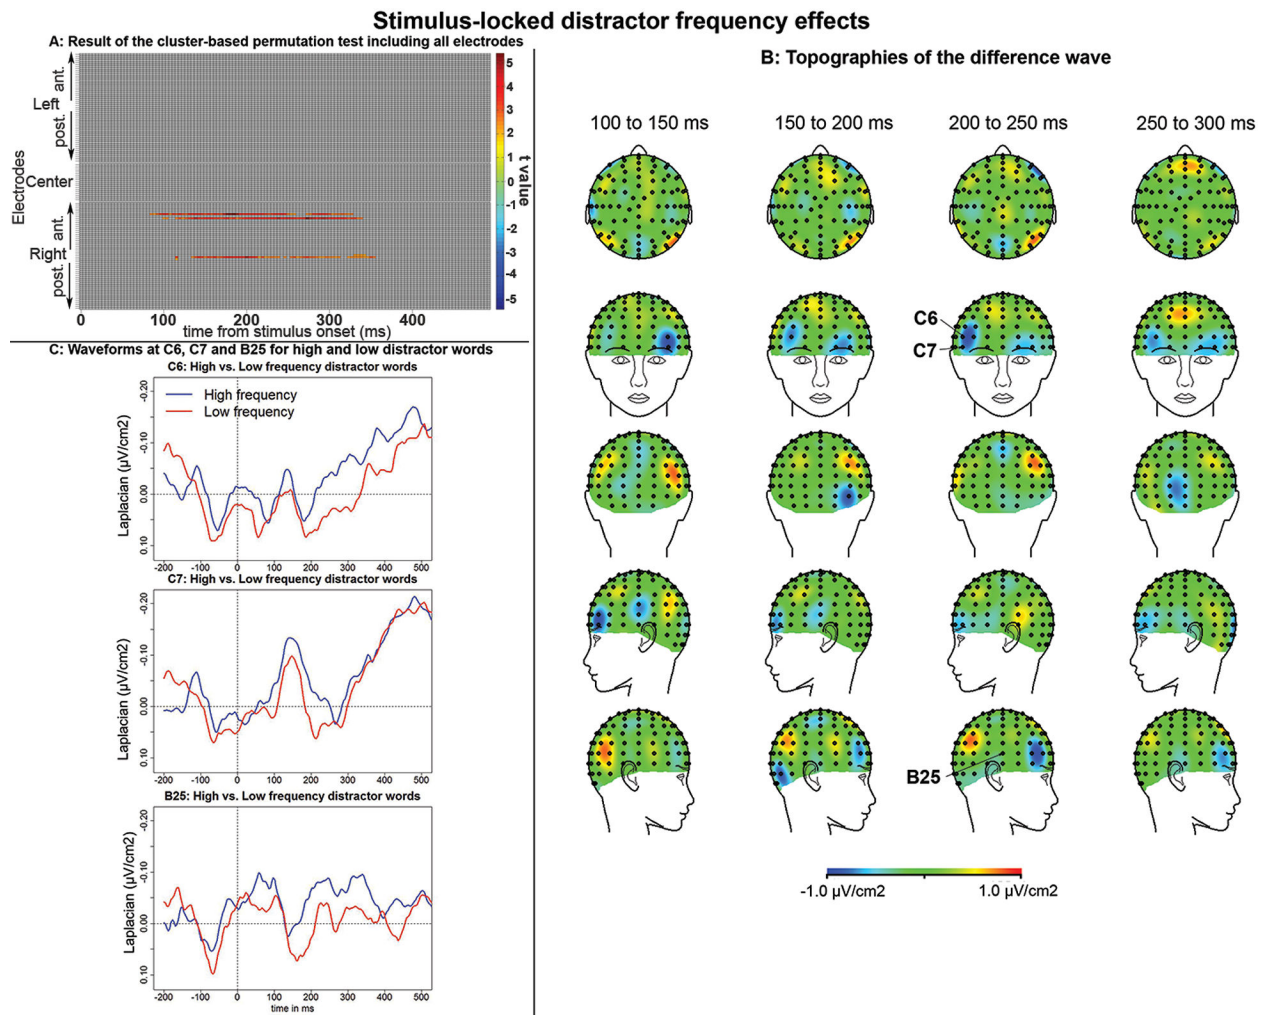 Stimulus-locked distractor frequency effects
A: Result of the cluster-based permutation test including all electrodes
Electrodes
ant.
Left
post.
Center
ant.
Right
post.
5
4
3
2
1
0
-1
-2
-3
-4
-5
t value
0 100 200 300 400
time from stimulus onset (ms)
C: Waveforms at C6, C7 and B25 for high and low distractor words
C6: High vs. Low frequency distractor words
High frequency
Low frequency
Laplacian (µV/cm2)
-0.20
-0.10
0.00
0.10
-200 -100 0 100 200 300 400 500
C7: High vs. Low frequency distractor words
Laplacian (µV/cm2)
-0.20
-0.10
0.00
0.10
-200 -100 0 100 200 300 400 500
B25: High vs. Low frequency distractor words
Laplacian (µV/cm2)
-0.20
-0.10
0.00
0.10
-200 -100 0 100 200 300 400 500
time in ms
B: Topographies of the difference wave
100 to 150 ms 150 to 200 ms 200 to 250 ms 250 to 300 ms
C6
C7
B25
-1.0 µV/cm2 1.0 µV/cm2